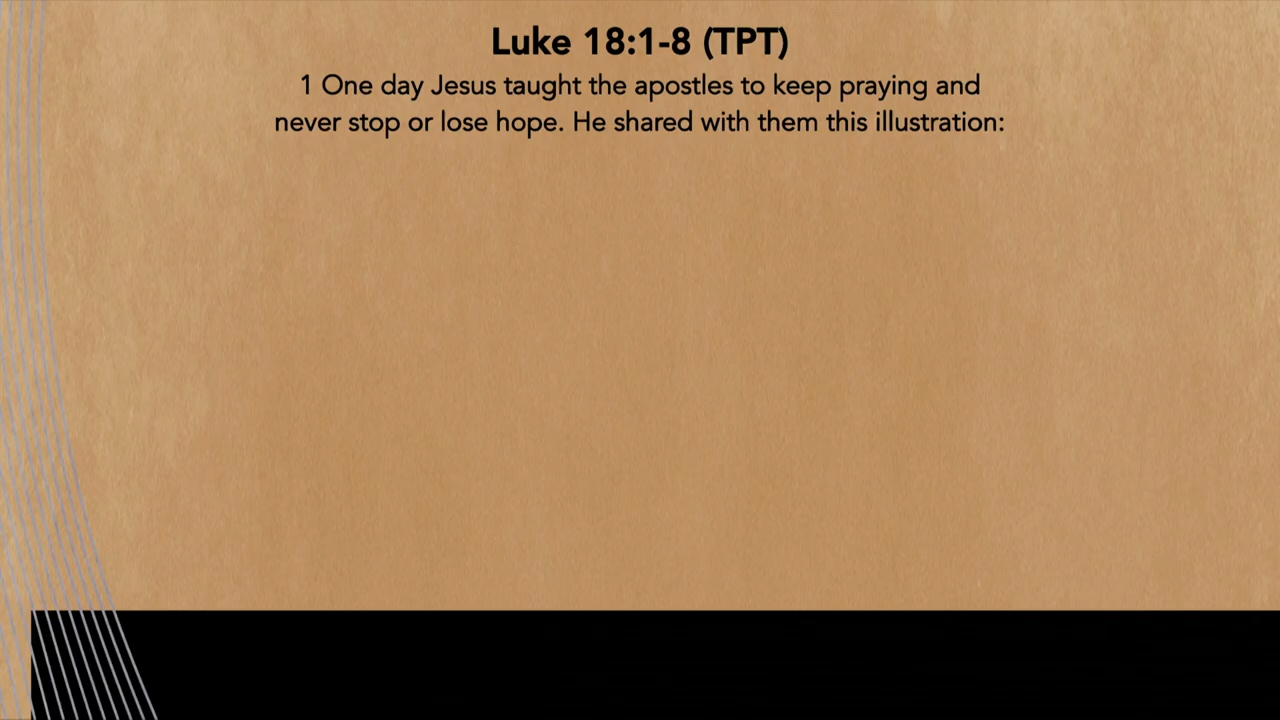 Luke 18:1-8 (TPT)
1 One day Jesus taught the apostles to keep praying and
never stop or lose hope. He shared with them this illustration: